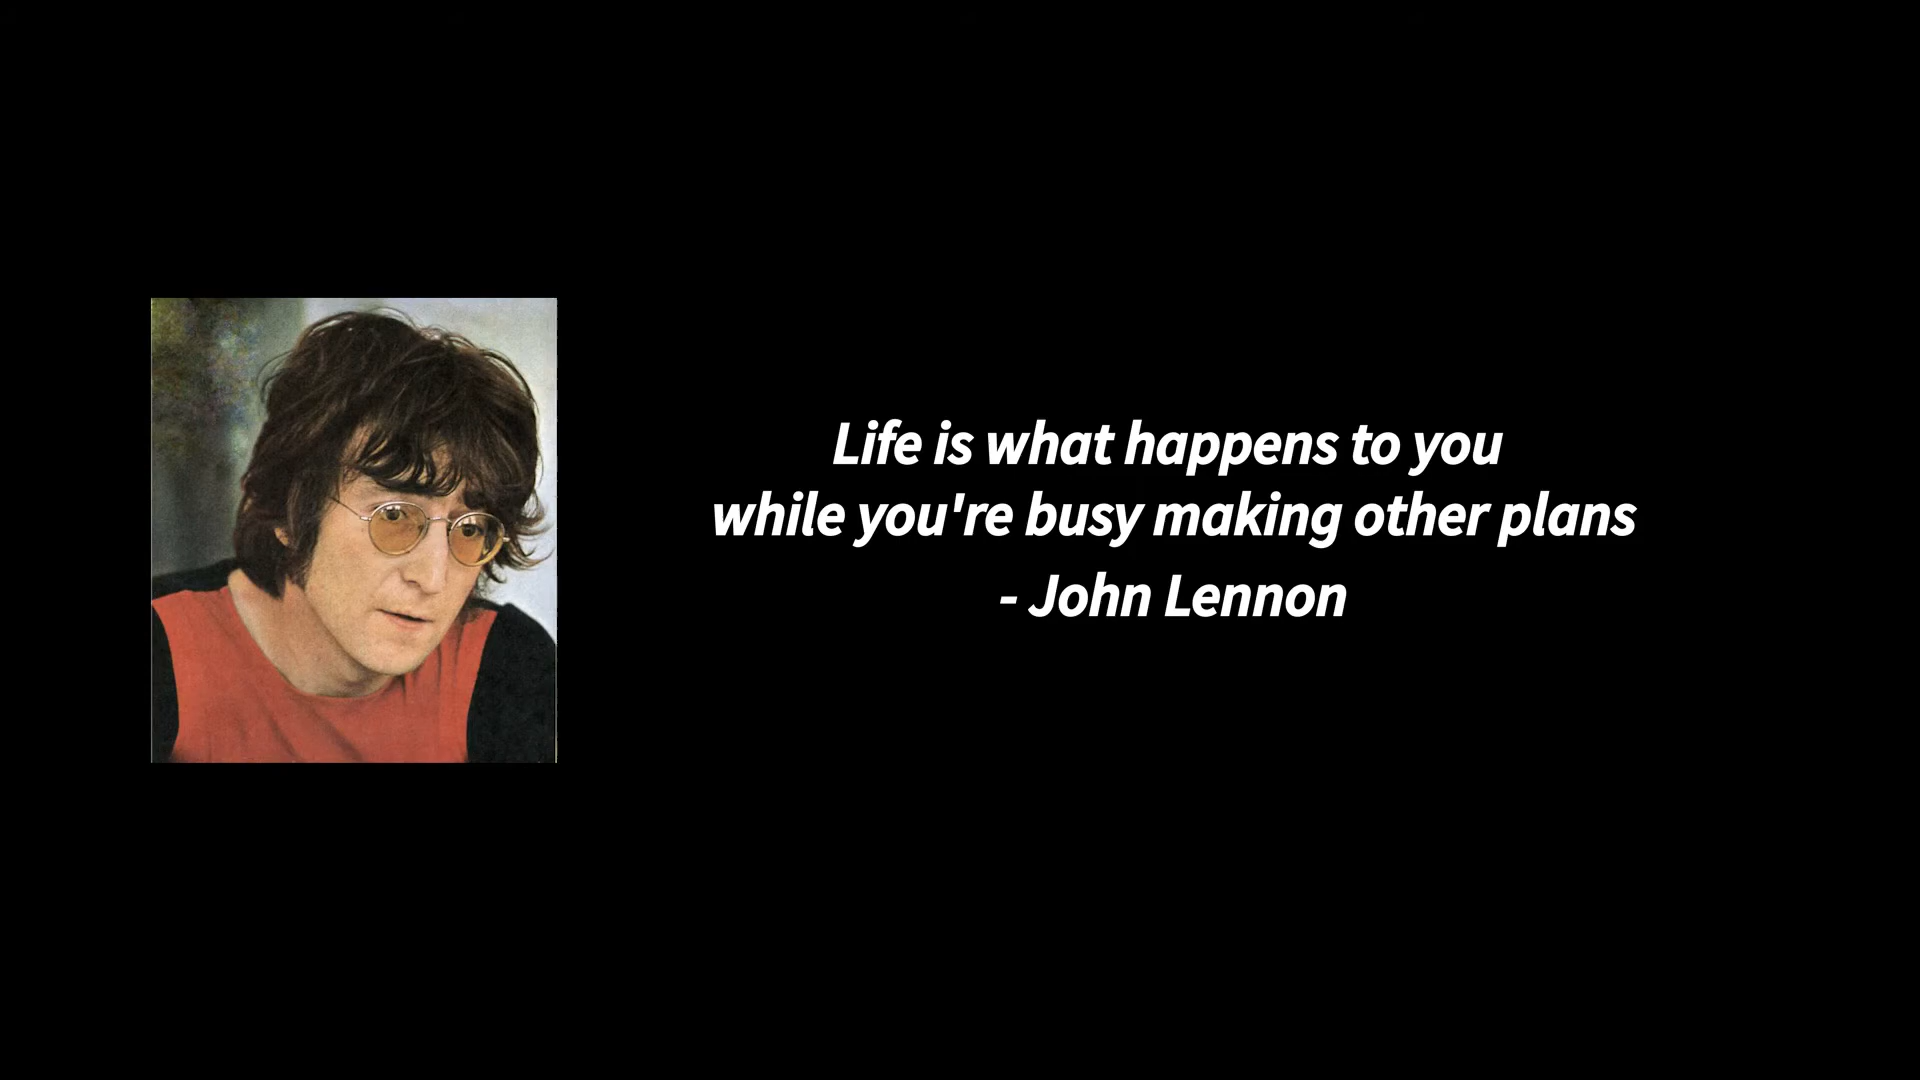 Life is what happens to you
while you're busy making other plans
- John Lennon